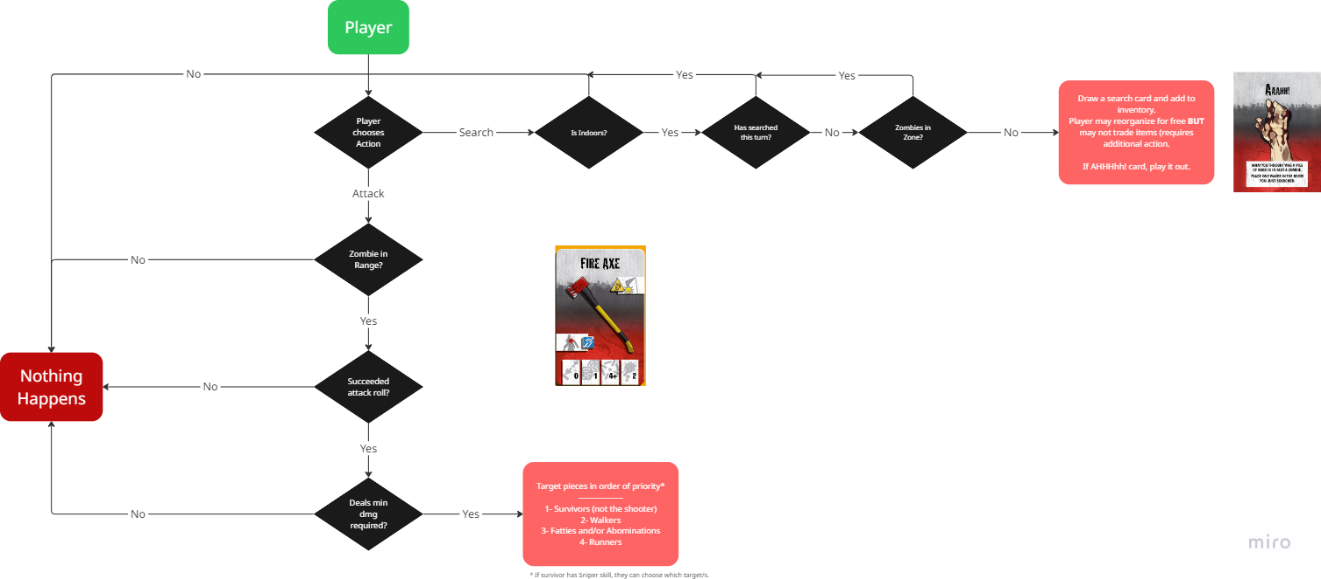 Player
No
Yes
Yes
Player
chooses
Action
Search
Is Indoors?
Yes
Has searched
this turn?
No
Zombies in
Zone?
No
Draw a search card and add to
inventory.
Player may reorganize for free BUT
may not trade items (requires
additional action.
If AHHHhh! card, play it out.
AAAHH!
Attack
No
Zombie in
Range?
FIRE AXE
0 1 4+ 2
Yes
Nothing
Happens
No
Succeeded
attack roll?
Yes
No
Deals min
dmg
required?
Yes
Target pieces in order of priority*
1- Survivors (not the shooter)
2- Walkers
3- Fatties and/or Abominations
4- Runners
* If survivor has Sniper skill, they can choose which target/s.
miro